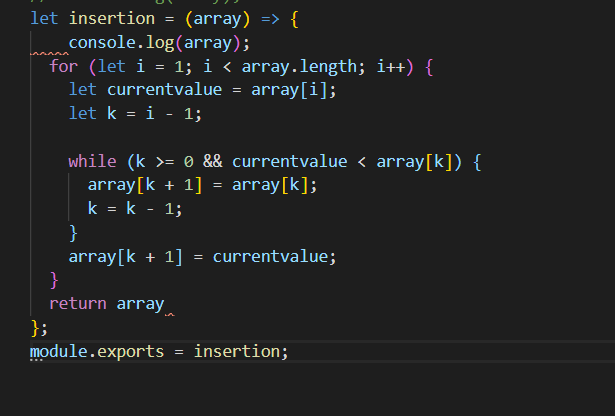 let insertion = (array) => {
    console.log(array);
  for (let i = 1; i < array.length; i++) {
    let currentvalue = array[i];
    let k = i - 1;

    while (k >= 0 && currentvalue < array[k]) {
      array[k + 1] = array[k];
      k = k - 1;
    }
    array[k + 1] = currentvalue;
  }
  return array
};
module.exports = insertion;